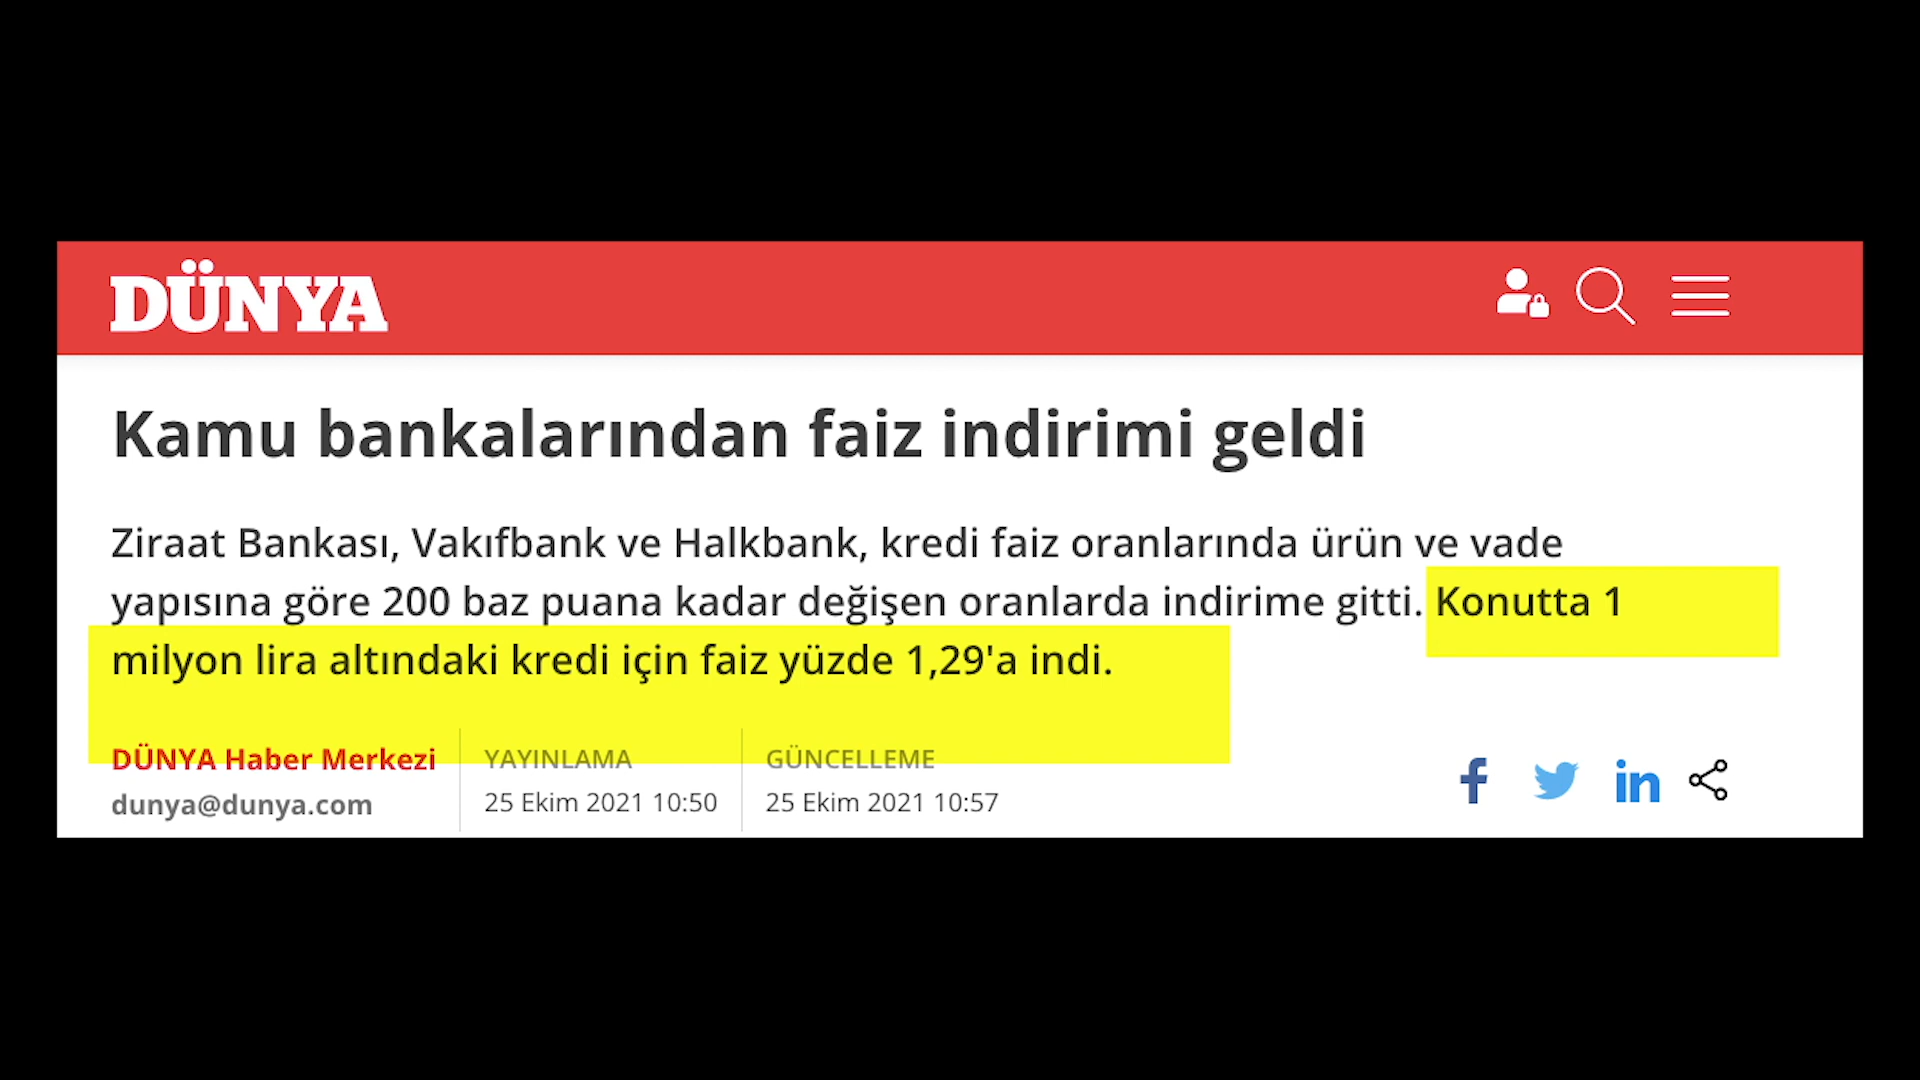 DÜNYA
Kamu bankalarından faiz indirimi geldi
Ziraat Bankası, Vakıfbank ve Halkbank, kredi faiz oranlarında ürün ve vade
yapısına göre 200 baz puana kadar değişen oranlarda indirime gitti. Konutta 1
milyon lira altındaki kredi için faiz yüzde 1,29'a indi.
DÜNYA Haber Merkezi
dunya@dunya.com
YAYINLAMA
25 Ekim 2021 10:50
GÜNCELLEME
25 Ekim 2021 10:57